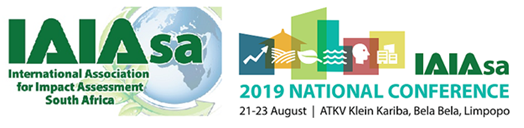 IAIAsa
International Association
for Impact Assessment
South Africa
IAIAsa
2019 NATIONAL CONFERENCE
21-23 August | ATKV Klein Kariba, Bela Bela, Limpopo